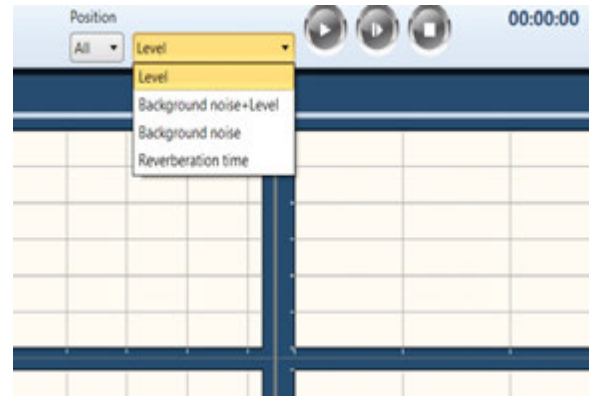 Position
All
Level
00:00:00
Level
Background noise+Level
Background noise
Reverberation time